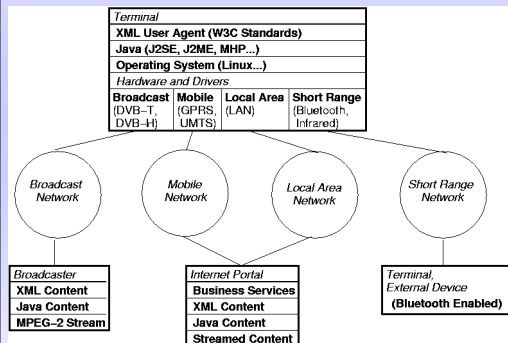 Terminal
XML User Agent (W3C Standards)
Java (J2SE, J2ME, MHP...)
Operating System (Linux...)
Hardware and Drivers
Broadcast
(DVB-T,
DVB-H)
Mobile
(GPRS,
UMTS)
Local Area
(LAN)
Short Range
(Bluetooth,
Infrared)
Broadcast
Network
Mobile
Network
Local Area
Network
Short Range
Network
Broadcaster
XML Content
Java Content
MPEG-2 Stream
Internet Portal
Business Services
XML Content
Java Content
Streamed Content
Terminal,
External Device
(Bluetooth Enabled)